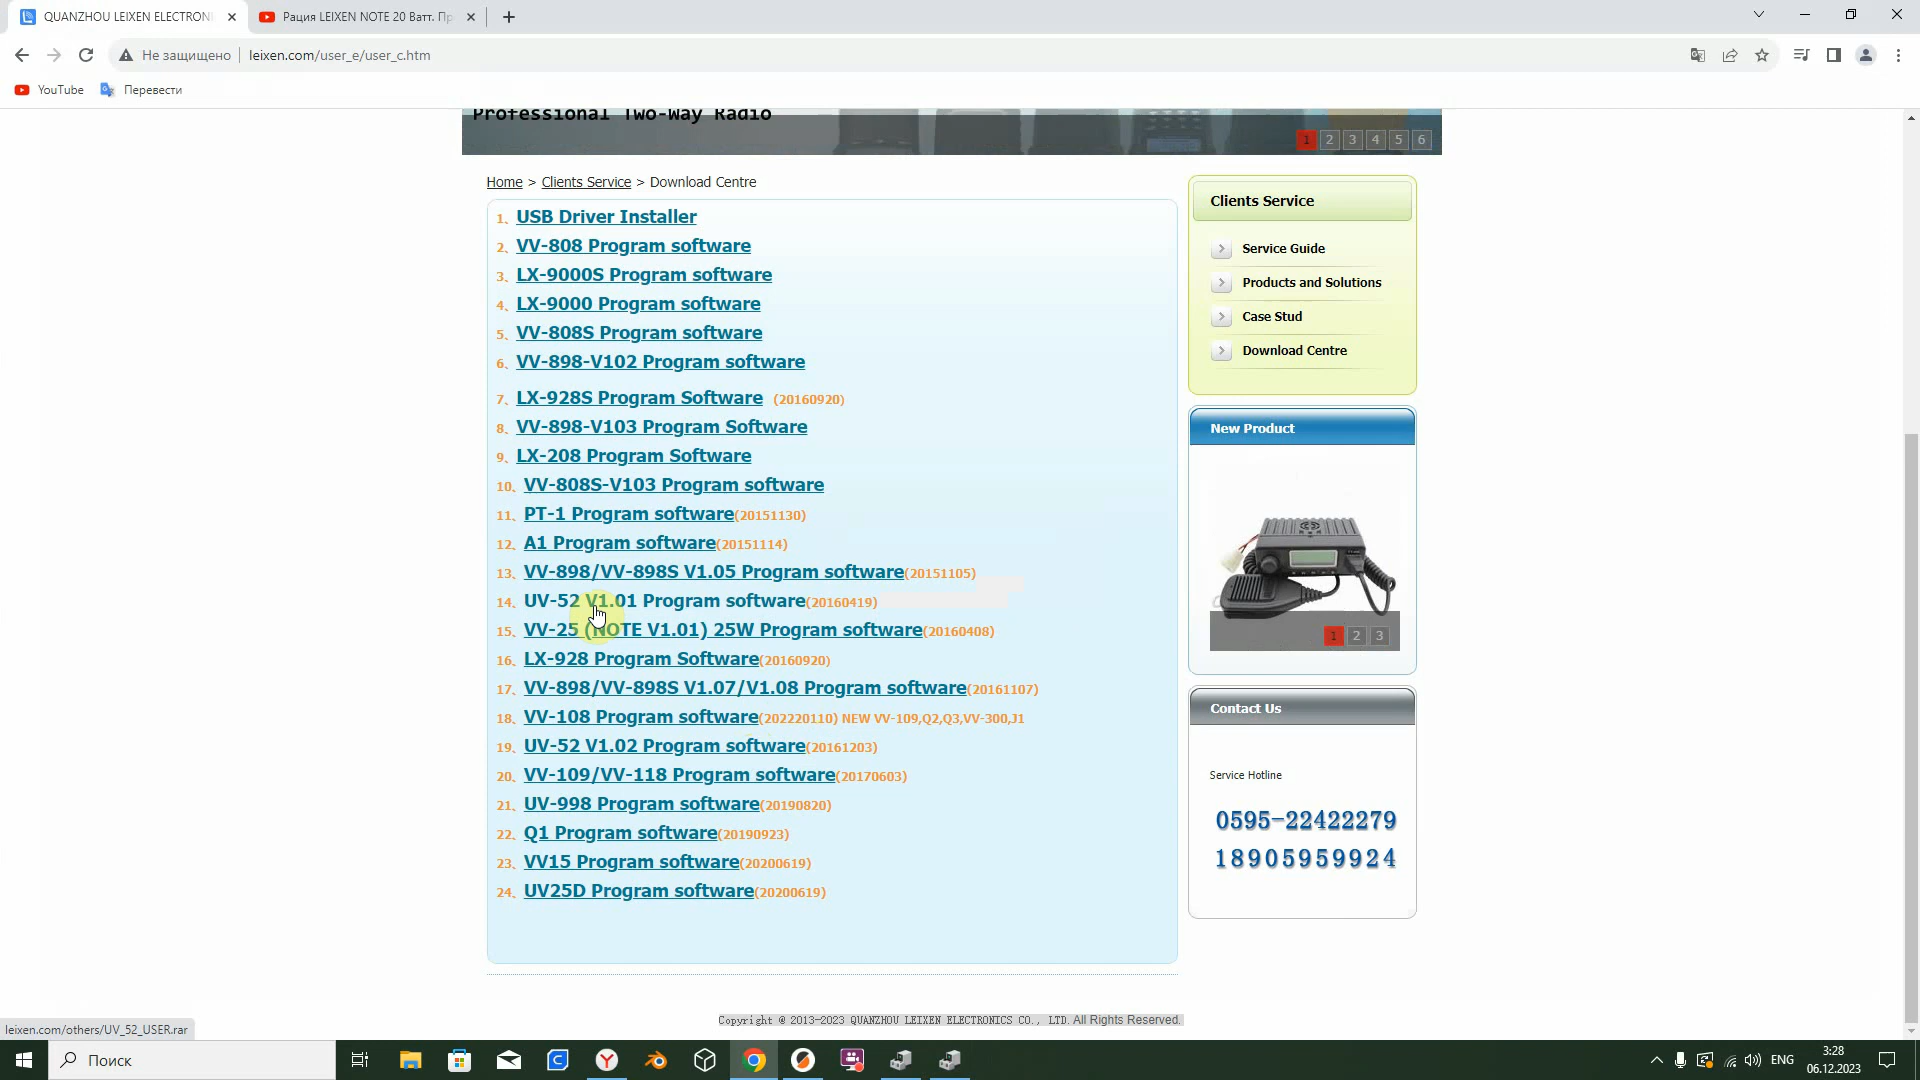 QUANZHOU LEIXEN ELECTRONI
Рация LEIXEN NOTE 20 Ватт. Пр
Не защищено
leixen.com/user_e/user_c.htm
YouTube
Перевести
Professional Two-Way Radio
1 2 3 4 5 6
Home > Clients Service > Download Centre
1、USB Driver Installer
2、VV-808 Program software
3、LX-9000S Program software
4、LX-9000 Program software
5、VV-808S Program software
6、VV-898-V102 Program software
7、LX-928S Program Software (20160920)
8、VV-898-V103 Program Software
9、LX-208 Program Software
10、VV-808S-V103 Program software
11、PT-1 Program software(20151130)
12、A1 Program software(20151114)
13、VV-898/VV-898S V1.05 Program software(20151105)
14、UV-52 V1.01 Program software(20160419)
15、VV-25 (NOTE V1.01) 25W Program software(20160408)
16、LX-928 Program Software(20160920)
17、VV-898/VV-898S V1.07/V1.08 Program software(20161107)
18、VV-108 Program software(202220110) NEW VV-109,Q2,Q3,VV-300,J1
19、UV-52 V1.02 Program software(20161203)
20、VV-109/VV-118 Program software(20170603)
21、UV-998 Program software(20190820)
22、Q1 Program software(20190923)
23、VV15 Program software(20200619)
24、UV25D Program software(20200619)
Clients Service
Service Guide
Products and Solutions
Case Stud
Download Centre
New Product
1 2 3
Contact Us
Service Hotline
0595-22422279
18905959924
Copyright @ 2013-2023 QUANZHOU LEIXEN ELECTRONICS CO., LTD. All Rights Reserved.
leixen.com/others/UV_52_USER.rar
Поиск
ENG
3:28
06.12.2023